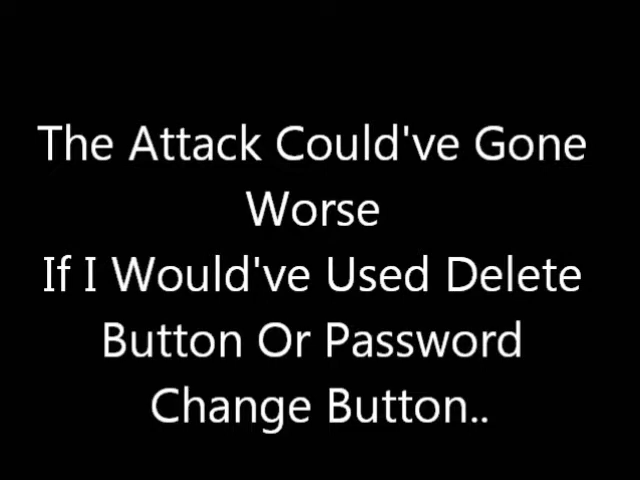 The Attack Could've Gone
Worse
If I Would've Used Delete
Button Or Password
Change Button..